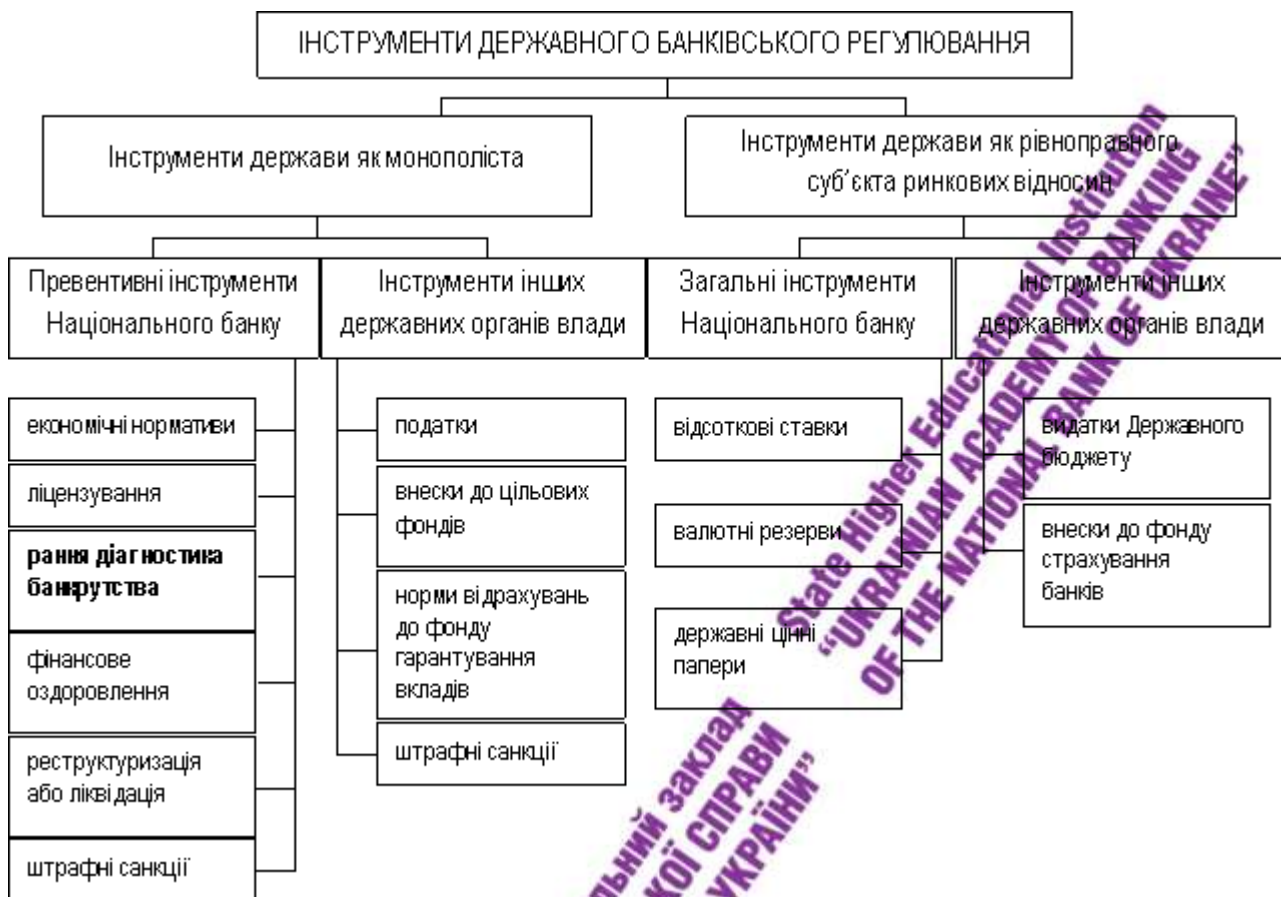 ІНСТРУМЕНТИ ДЕРЖАВНОГО БАНКІВСЬКОГО РЕГУЛЮВАННЯ
Інструменти держави як монополіста
Інструменти держави як рівноправного
суб’єкта ринкових відносин
Превентивні інструменти
Національного банку
Інструменти інших
державних органів влади
Загальні інструменти
Національного банку
Інструменти інших
державних органів влади
економічні нормативи
ліцензування
рання діагностика
банкрутства
фінансове
оздоровлення
реструктуризація
або ліквідація
штрафні санкції
податки
внески до цільових
фондів
норми відрахувань
до фонду
гарантування
вкладів
штрафні санкції
відсоткові ставки
валютні резерви
державні цінні
папери
видатки Державного
бюджету
внески до фонду
страхування
банків
State Higher Educational Institution
“UKRAINIAN ACADEMY OF BANKING
OF THE NATIONAL BANK OF UKRAINE”
заклад
СПРАВИ
УКРАЇНИ”